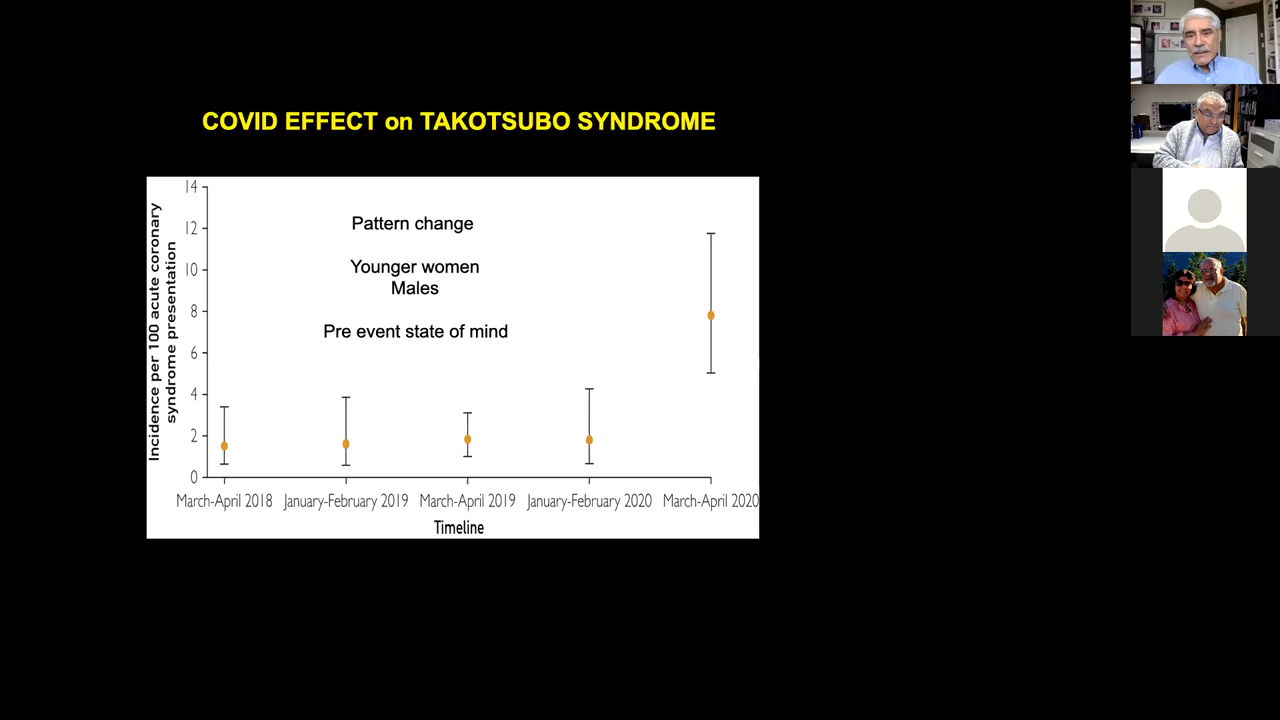 COVID EFFECT on TAKOTSUBO SYNDROME
Incidence per 100 acute coronary
syndrome presentation
14
12
10
8
6
4
2
0
Pattern change
Younger women
Males
Pre event state of mind
March-April 2018 January-February 2019 March-April 2019 January-February 2020 March-April 2020
Timeline